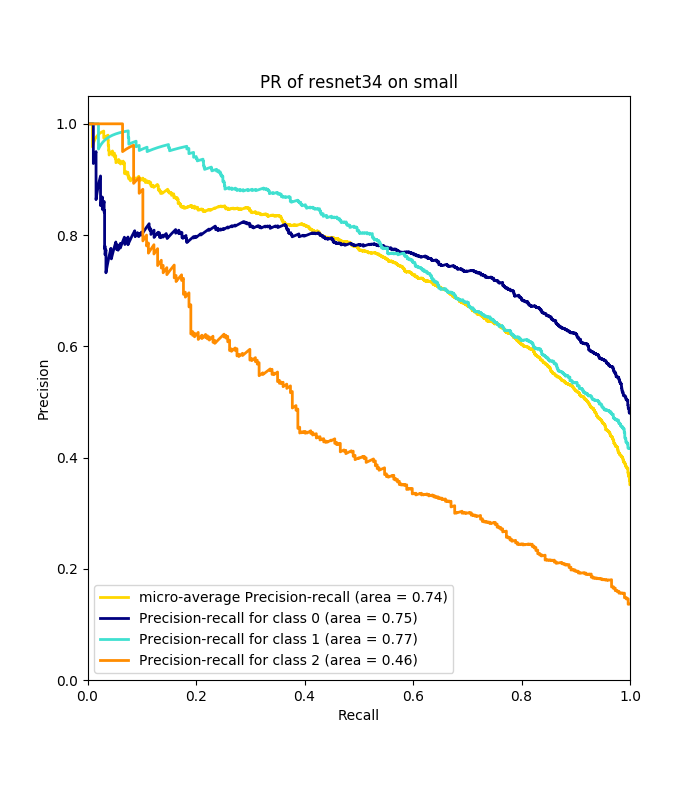 PR of resnet34 on small
1.0
0.8
0.6
0.4
0.2
0.0
Precision
micro-average Precision-recall (area = 0.74)
Precision-recall for class 0 (area = 0.75)
Precision-recall for class 1 (area = 0.77)
Precision-recall for class 2 (area = 0.46)
0.0 0.2 0.4 0.6 0.8 1.0
Recall